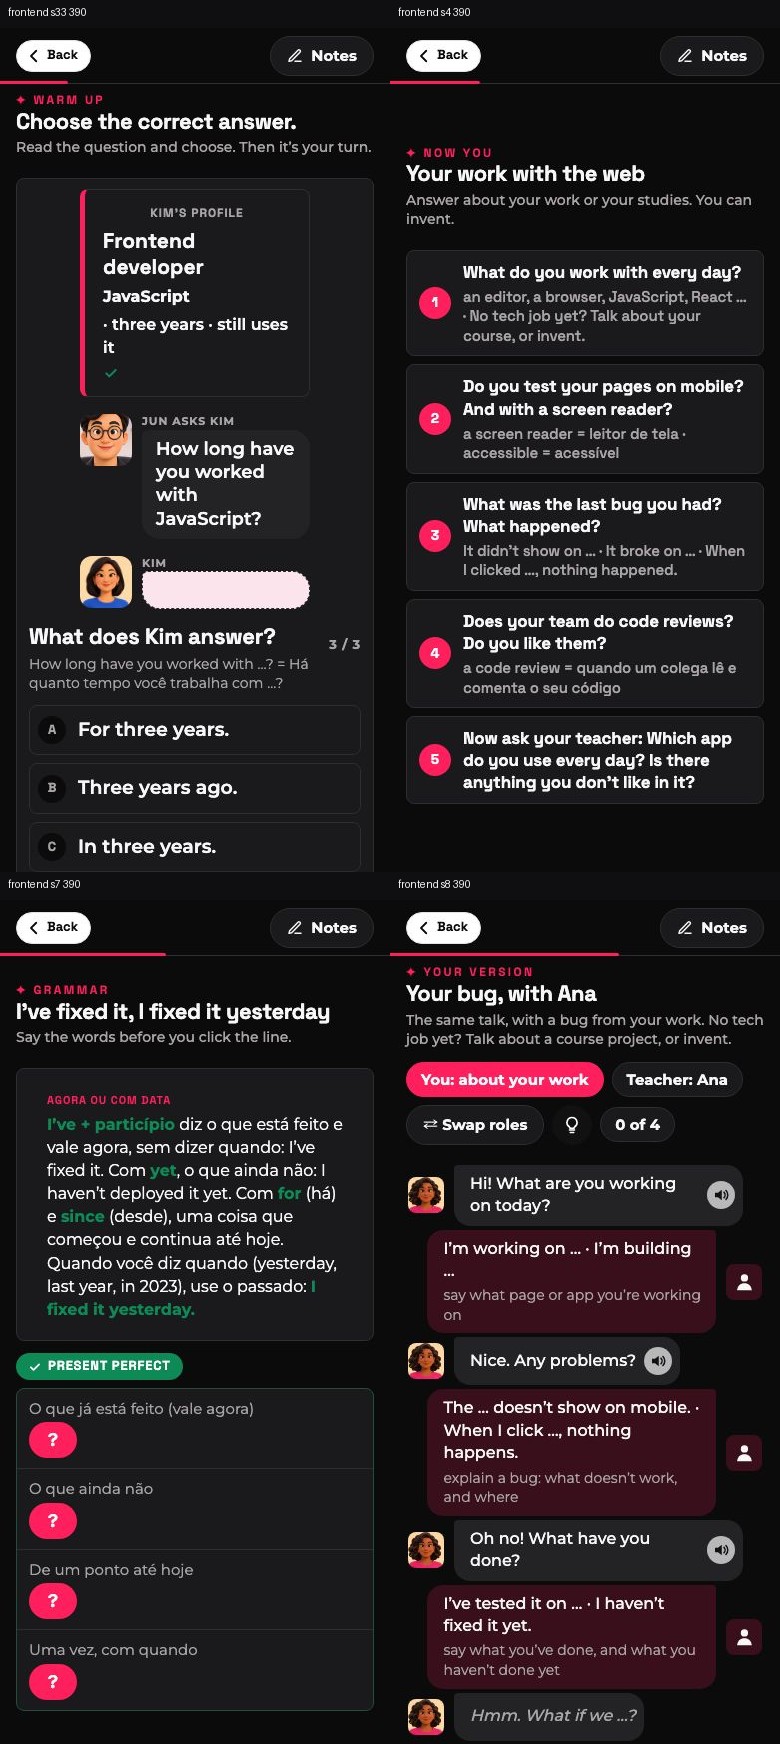 frontend s33 390
Back
Notes
✦ WARM UP
Choose the correct answer.
Read the question and choose. Then it's your turn.
KIM'S PROFILE
Frontend
developer
JavaScript
· three years · still uses
it
✓
JUN ASKS KIM
How long have
you worked
with
JavaScript?
KIM
What does Kim answer?
3 / 3
How long have you worked with ...? = Há
quanto tempo você trabalha com ...?
A For three years.
B Three years ago.
C In three years.
frontend s4 390
Back
Notes
✦ NOW YOU
Your work with the web
Answer about your work or your studies. You can
invent.
1
What do you work with every day?
an editor, a browser, JavaScript, React ...
· No tech job yet? Talk about your
course, or invent.
2
Do you test your pages on mobile?
And with a screen reader?
a screen reader = leitor de tela ·
accessible = acessível
3
What was the last bug you had?
What happened?
It didn't show on ... · It broke on ... · When
I clicked ..., nothing happened.
4
Does your team do code reviews?
Do you like them?
a code review = quando um colega lê e
comenta o seu código
5
Now ask your teacher: Which app
do you use every day? Is there
anything you don't like in it?
frontend s7 390
Back
Notes
✦ GRAMMAR
I've fixed it, I fixed it yesterday
Say the words before you click the line.
AGORA OU COM DATA
I've + particípio diz o que está feito e
vale agora, sem dizer quando: I've
fixed it. Com yet, o que ainda não: I
haven't deployed it yet. Com for (há)
e since (desde), uma coisa que
começou e continua até hoje.
Quando você diz quando (yesterday,
last year, in 2023), use o passado: I
fixed it yesterday.
✓ PRESENT PERFECT
O que já está feito (vale agora)
?
O que ainda não
?
De um ponto até hoje
?
Uma vez, com quando
?
frontend s8 390
Back
Notes
✦ YOUR VERSION
Your bug, with Ana
The same talk, with a bug from your work. No tech
job yet? Talk about a course project, or invent.
You: about your work
Teacher: Ana
⇄ Swap roles
0 of 4
Hi! What are you working
on today?
I'm working on ... · I'm building
...
say what page or app you're working
on
Nice. Any problems?
The ... doesn't show on mobile. ·
When I click ..., nothing
happens.
explain a bug: what doesn't work,
and where
Oh no! What have you
done?
I've tested it on ... · I haven't
fixed it yet.
say what you've done, and what you
haven't done yet
Hmm. What if we ...?